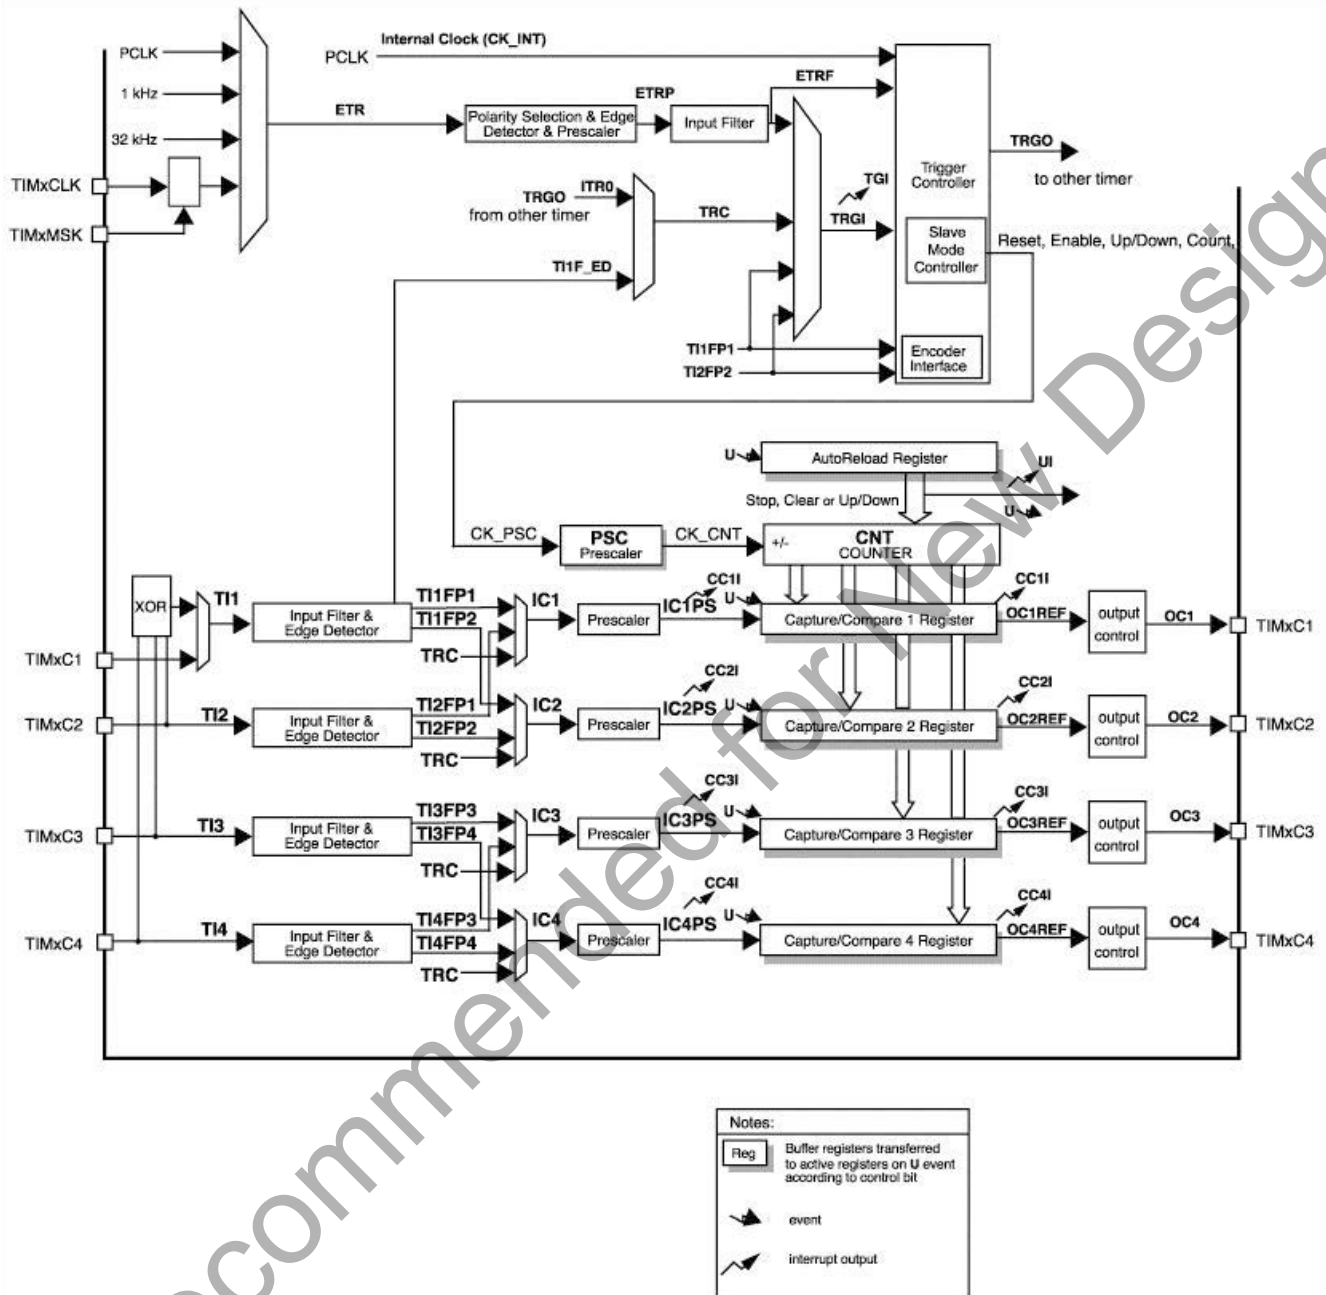 PCLK
1 kHz
32 kHz
TIMxCLK
TIMxMSK
Internal Clock (CK_INT)
PCLK
ETR
Polarity Selection & Edge
Detector & Prescaler
ETRP
Input Filter
ETRF
TRGO
from other timer
ITR0
TI1F_ED
TRC
TGI
TRGI
TI1FP1
TI2FP2
Trigger
Controller
Slave
Mode
Controller
Encoder
Interface
TRGO
to other timer
Reset, Enable, Up/Down, Count,
U
AutoReload Register
Stop, Clear or Up/Down
UI
U
CK_PSC
PSC
Prescaler
CK_CNT
+/-
CNT
COUNTER
XOR
TI1
Input Filter &
Edge Detector
TI1FP1
TI1FP2
TRC
IC1
Prescaler
CC1I
IC1PS
U
Capture/Compare 1 Register
CC1I
OC1REF
output
control
OC1
TIMxC1
TIMxC1
TIMxC2
TI2
Input Filter &
Edge Detector
TI2FP1
TI2FP2
TRC
IC2
Prescaler
CC2I
IC2PS
U
Capture/Compare 2 Register
CC2I
OC2REF
output
control
OC2
TIMxC2
TIMxC3
TI3
Input Filter &
Edge Detector
TI3FP3
TI3FP4
TRC
IC3
Prescaler
CC3I
IC3PS
U
Capture/Compare 3 Register
CC3I
OC3REF
output
control
OC3
TIMxC3
TIMxC4
TI4
Input Filter &
Edge Detector
TI4FP3
TI4FP4
TRC
IC4
Prescaler
CC4I
IC4PS
U
Capture/Compare 4 Register
CC4I
OC4REF
output
control
OC4
TIMxC4
Notes:
Reg
Buffer registers transferred
to active registers on U event
according to control bit
event
interrupt output
ecommended for New Design